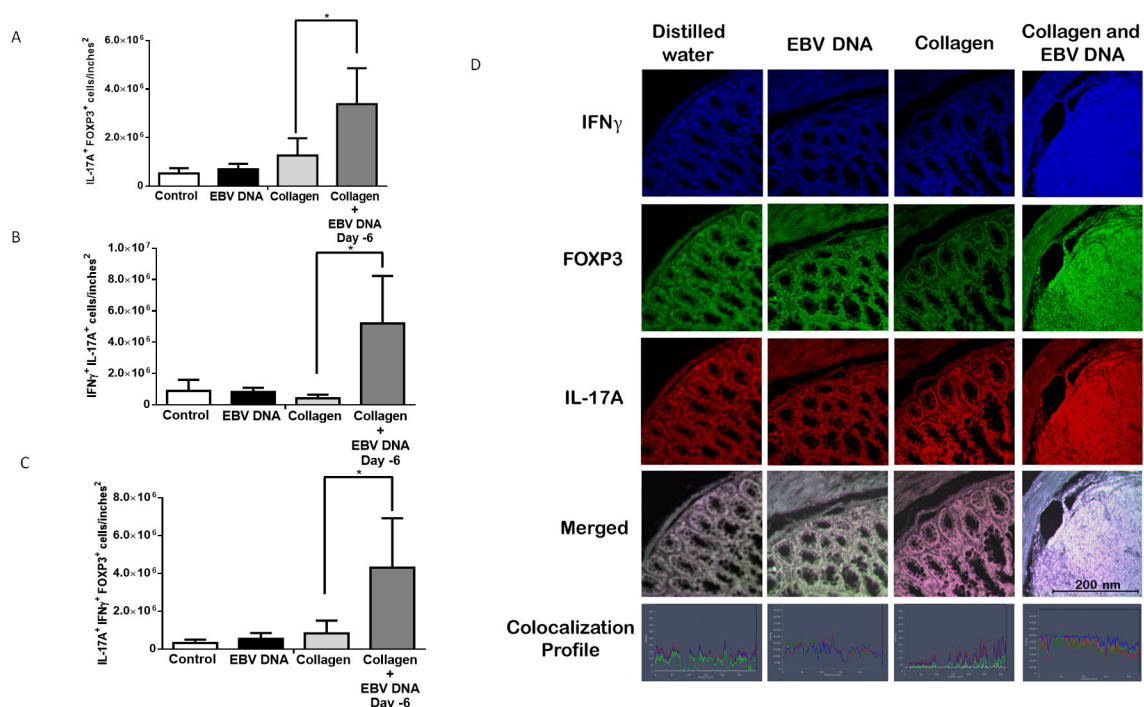 A
IL-17A⁺ FOXP3⁺ cells/inches²
6.0×10⁶
4.0×10⁶
2.0×10⁶
0
*
Control
EBV DNA
Collagen
Collagen
+
EBV DNA
Day -6
B
IFNγ⁺ IL-17A⁺ cells/inches²
1.0×10⁷
8.0×10⁶
6.0×10⁶
4.0×10⁶
2.0×10⁶
0
*
Control
EBV DNA
Collagen
Collagen
+
EBV DNA
Day -6
C
IL-17A⁺ IFNγ⁺ FOXP3⁺ cells/inches²
8.0×10⁶
6.0×10⁶
4.0×10⁶
2.0×10⁶
0
*
Control
EBV DNA
Collagen
Collagen
+
EBV DNA
Day -6
D
Distilled
water
EBV DNA
Collagen
Collagen and
EBV DNA
IFNγ
FOXP3
IL-17A
Merged
200 nm
Colocalization
Profile